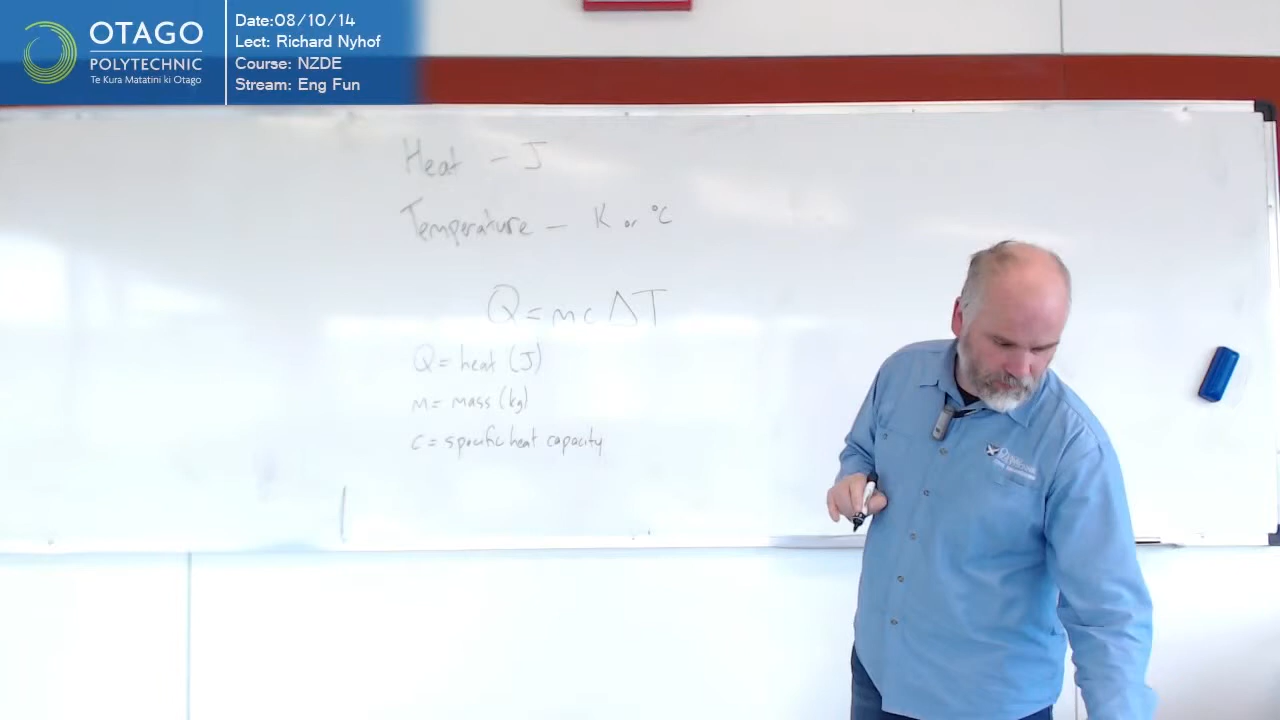 OTAGO
POLYTECHNIC
Te Kura Matatini ki Otago
Date:08/10/14
Lect: Richard Nyhof
Course: NZDE
Stream: Eng Fun
Heat - J
Temperature - K or °C
Q = mcΔT
Q = heat (J)
m = mass (kg)
c = specific heat capacity